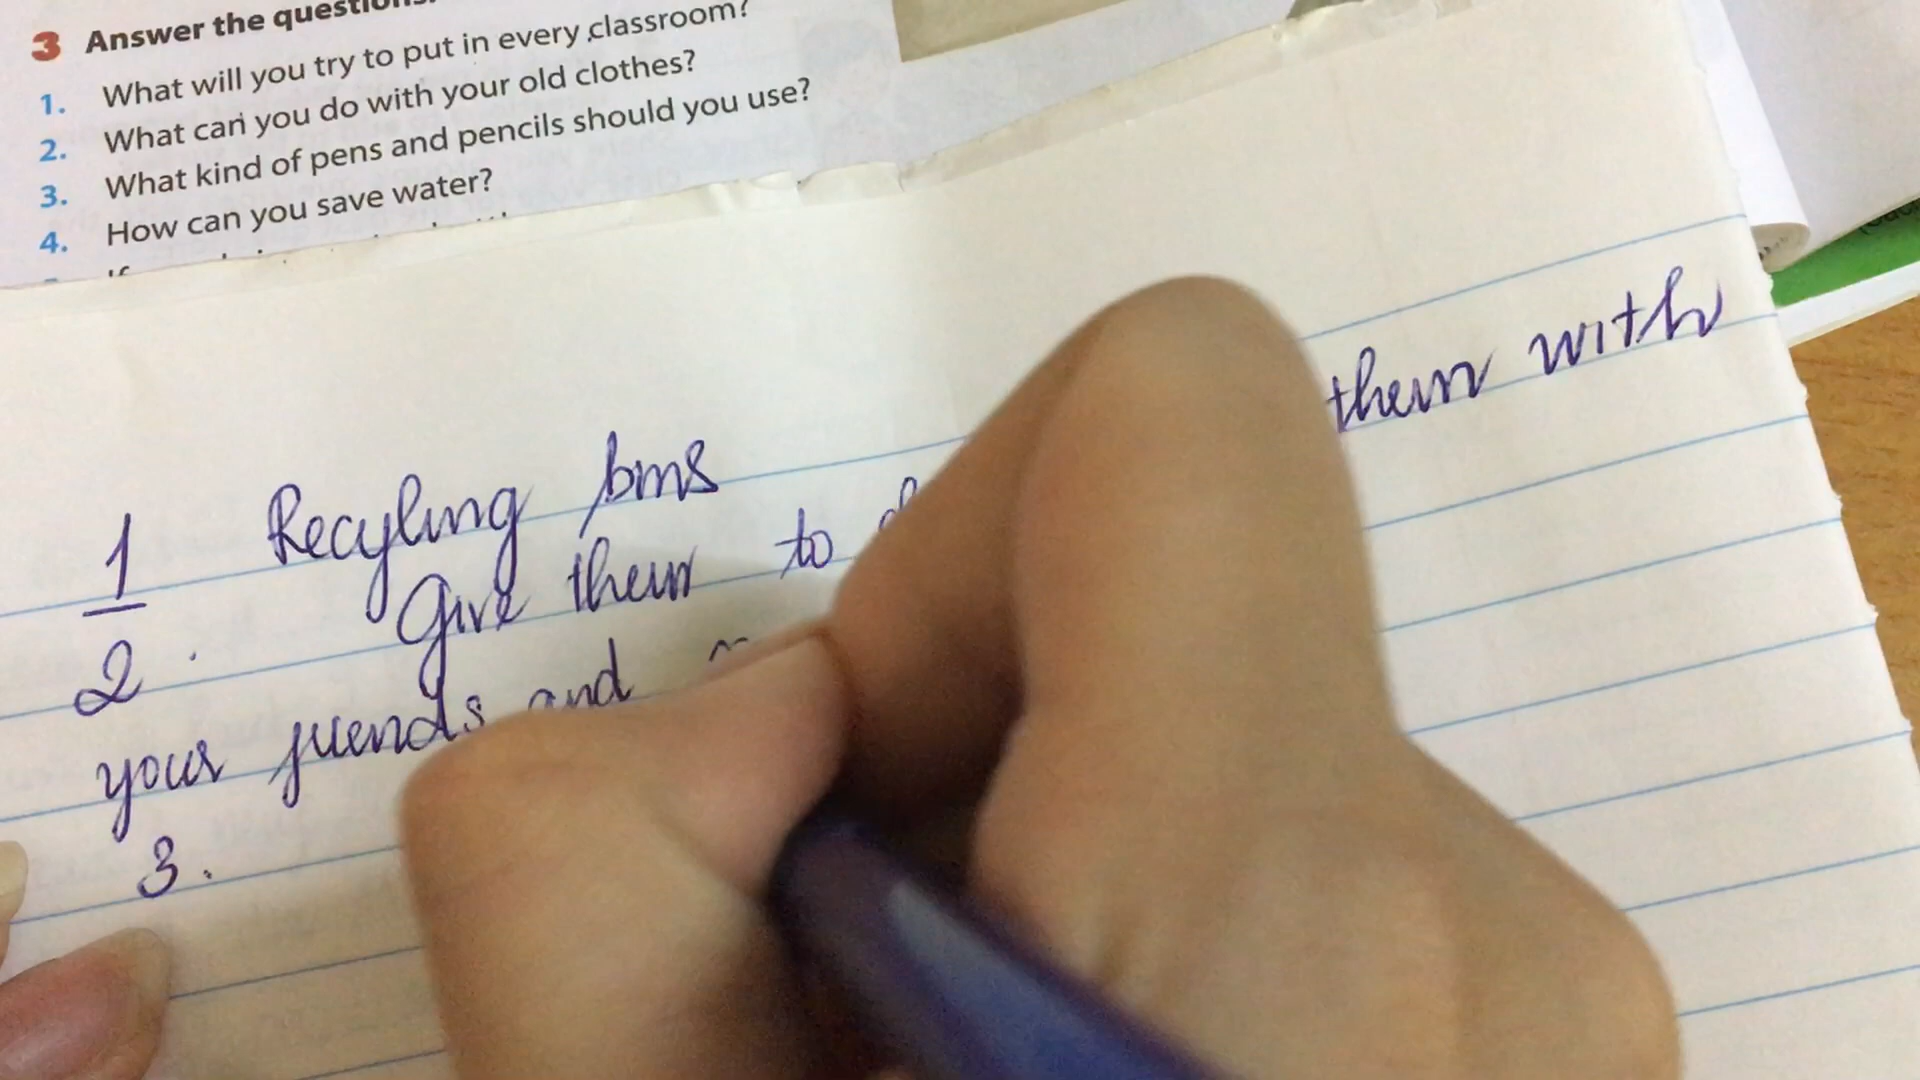 3 Answer the questions.
1. What will you try to put in every classroom?
2. What can you do with your old clothes?
3. What kind of pens and pencils should you use?
4. How can you save water?
If
1 Recyling bins
2. Give them to them with
your friends and
3.